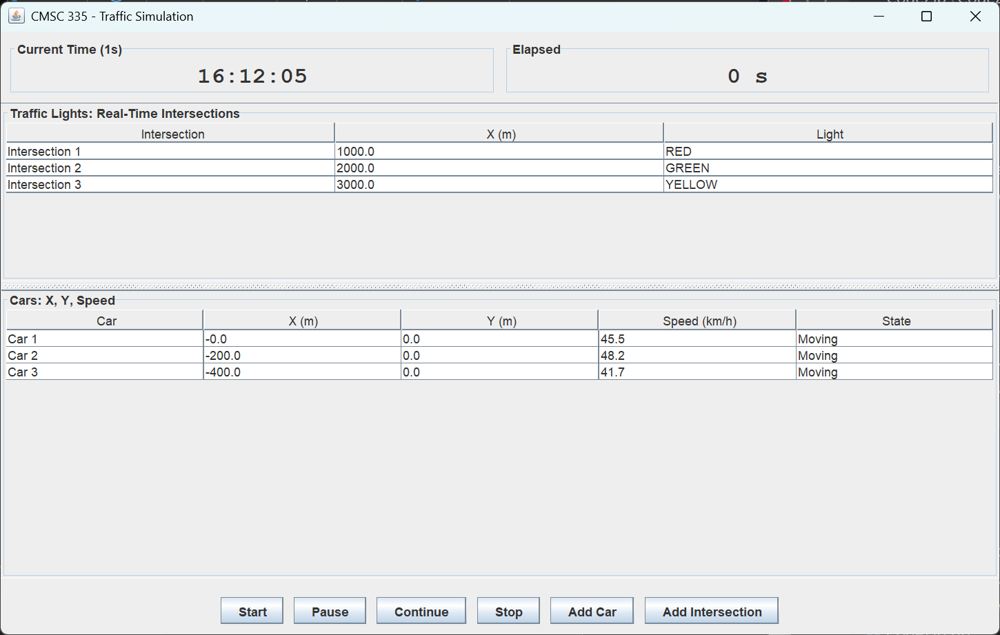 CMSC 335 - Traffic Simulation
Current Time (1s) Elapsed
16:12:05 0 s
Traffic Lights: Real-Time Intersections
Intersection X (m) Light
Intersection 1 1000.0 RED
Intersection 2 2000.0 GREEN
Intersection 3 3000.0 YELLOW
Cars: X, Y, Speed
Car X (m) Y (m) Speed (km/h) State
Car 1 -0.0 0.0 45.5 Moving
Car 2 -200.0 0.0 48.2 Moving
Car 3 -400.0 0.0 41.7 Moving
Start Pause Continue Stop Add Car Add Intersection